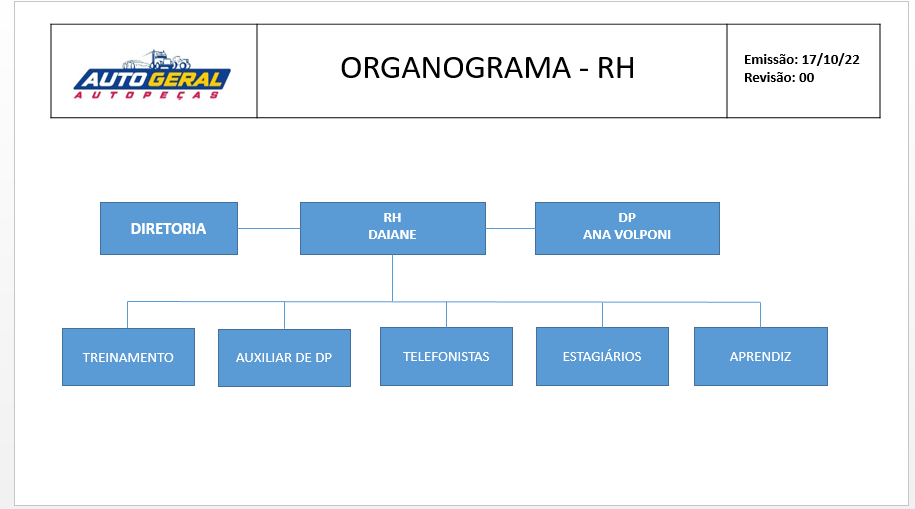 AUTO GERAL
AUTOPEÇAS
ORGANOGRAMA - RH
Emissão: 17/10/22
Revisão: 00
DIRETORIA
RH
DAIANE
DP
ANA VOLPONI
TREINAMENTO
AUXILIAR DE DP
TELEFONISTAS
ESTAGIÁRIOS
APRENDIZ